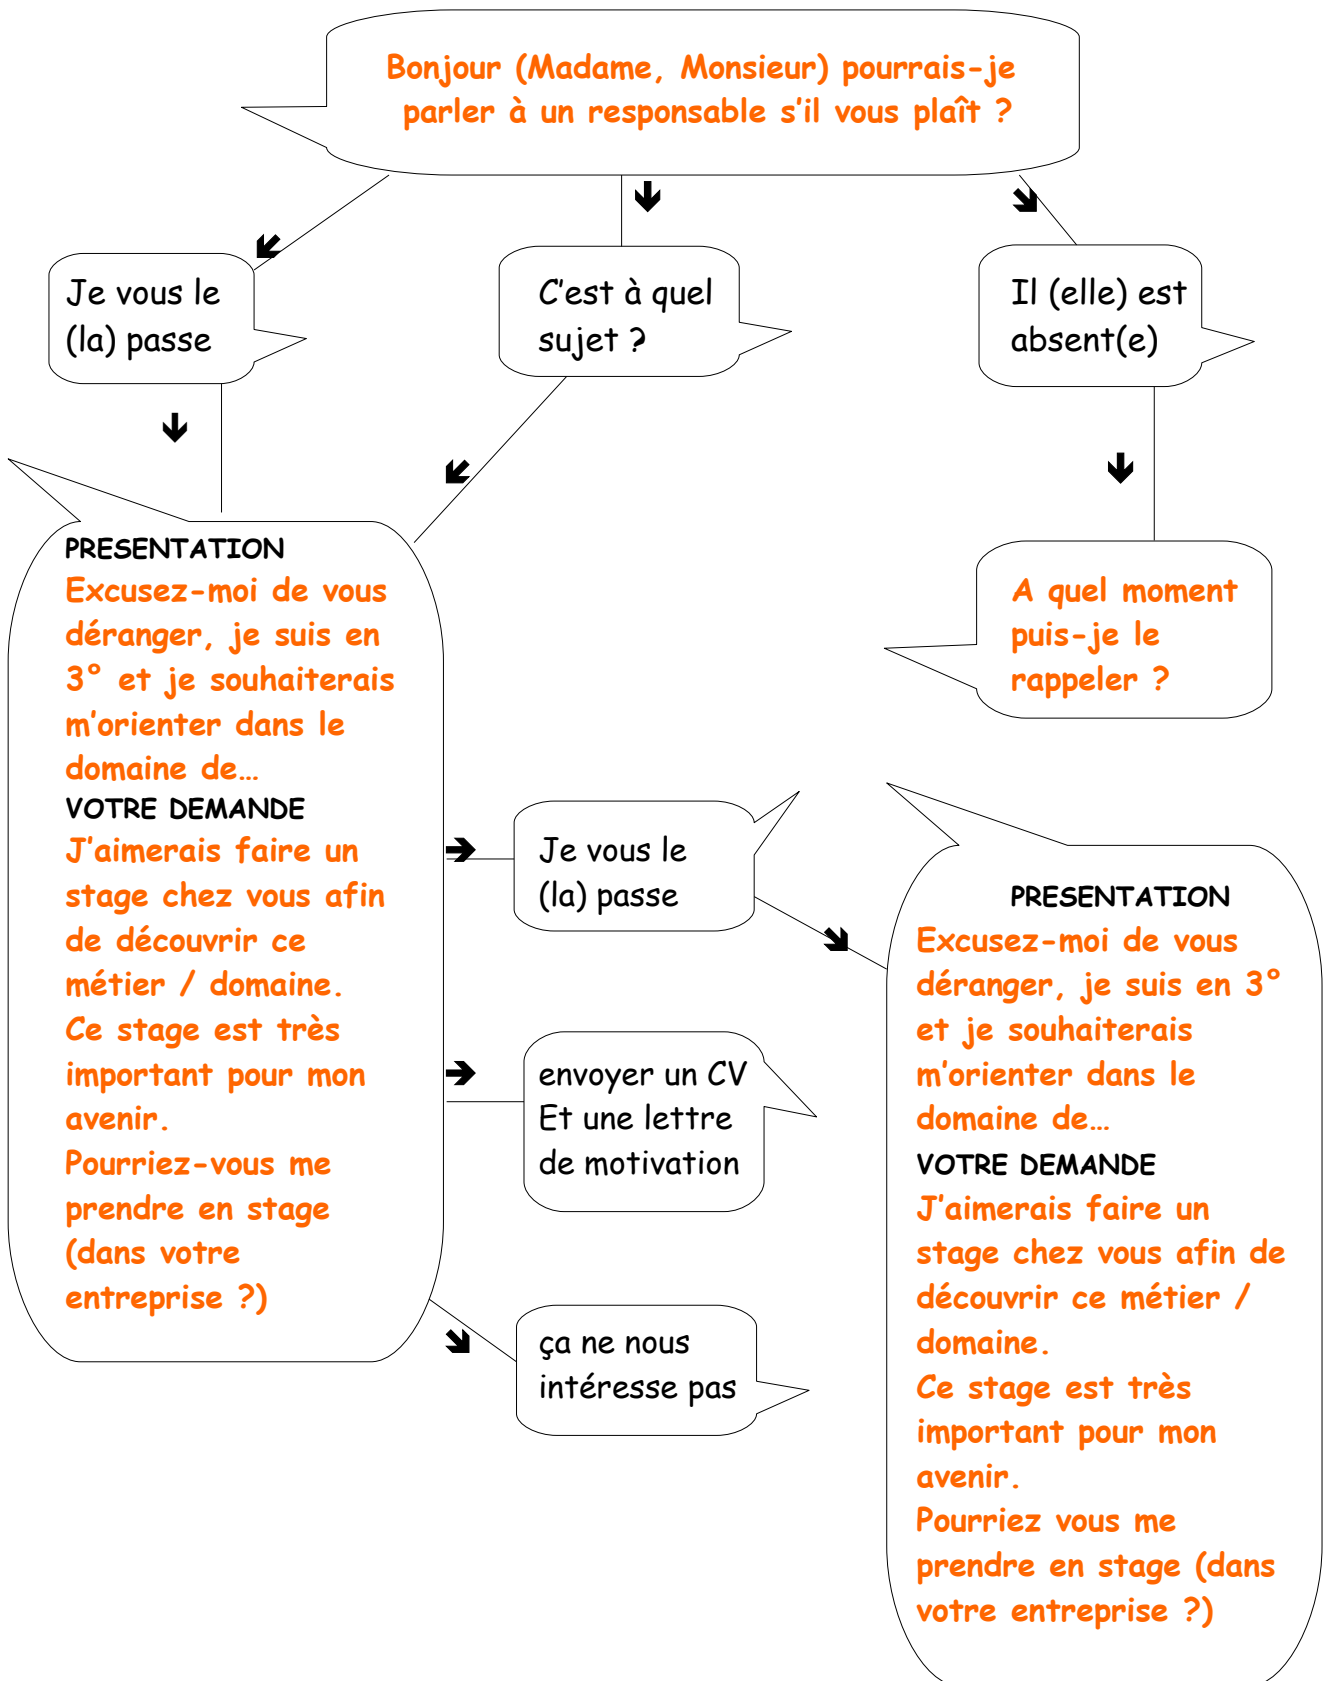 Bonjour (Madame, Monsieur) pourrais-je
parler à un responsable s'il vous plaît ?
Je vous le
(la) passe
C'est à quel
sujet ?
Il (elle) est
absent(e)
A quel moment
puis-je le
rappeler ?
PRESENTATION
Excusez-moi de vous
déranger, je suis en
3° et je souhaiterais
m'orienter dans le
domaine de…
VOTRE DEMANDE
J'aimerais faire un
stage chez vous afin
de découvrir ce
métier / domaine.
Ce stage est très
important pour mon
avenir.
Pourriez-vous me
prendre en stage
(dans votre
entreprise ?)
Je vous le
(la) passe
envoyer un CV
Et une lettre
de motivation
ça ne nous
intéresse pas
PRESENTATION
Excusez-moi de vous
déranger, je suis en 3°
et je souhaiterais
m'orienter dans le
domaine de…
VOTRE DEMANDE
J'aimerais faire un
stage chez vous afin de
découvrir ce métier /
domaine.
Ce stage est très
important pour mon
avenir.
Pourriez vous me
prendre en stage (dans
votre entreprise ?)